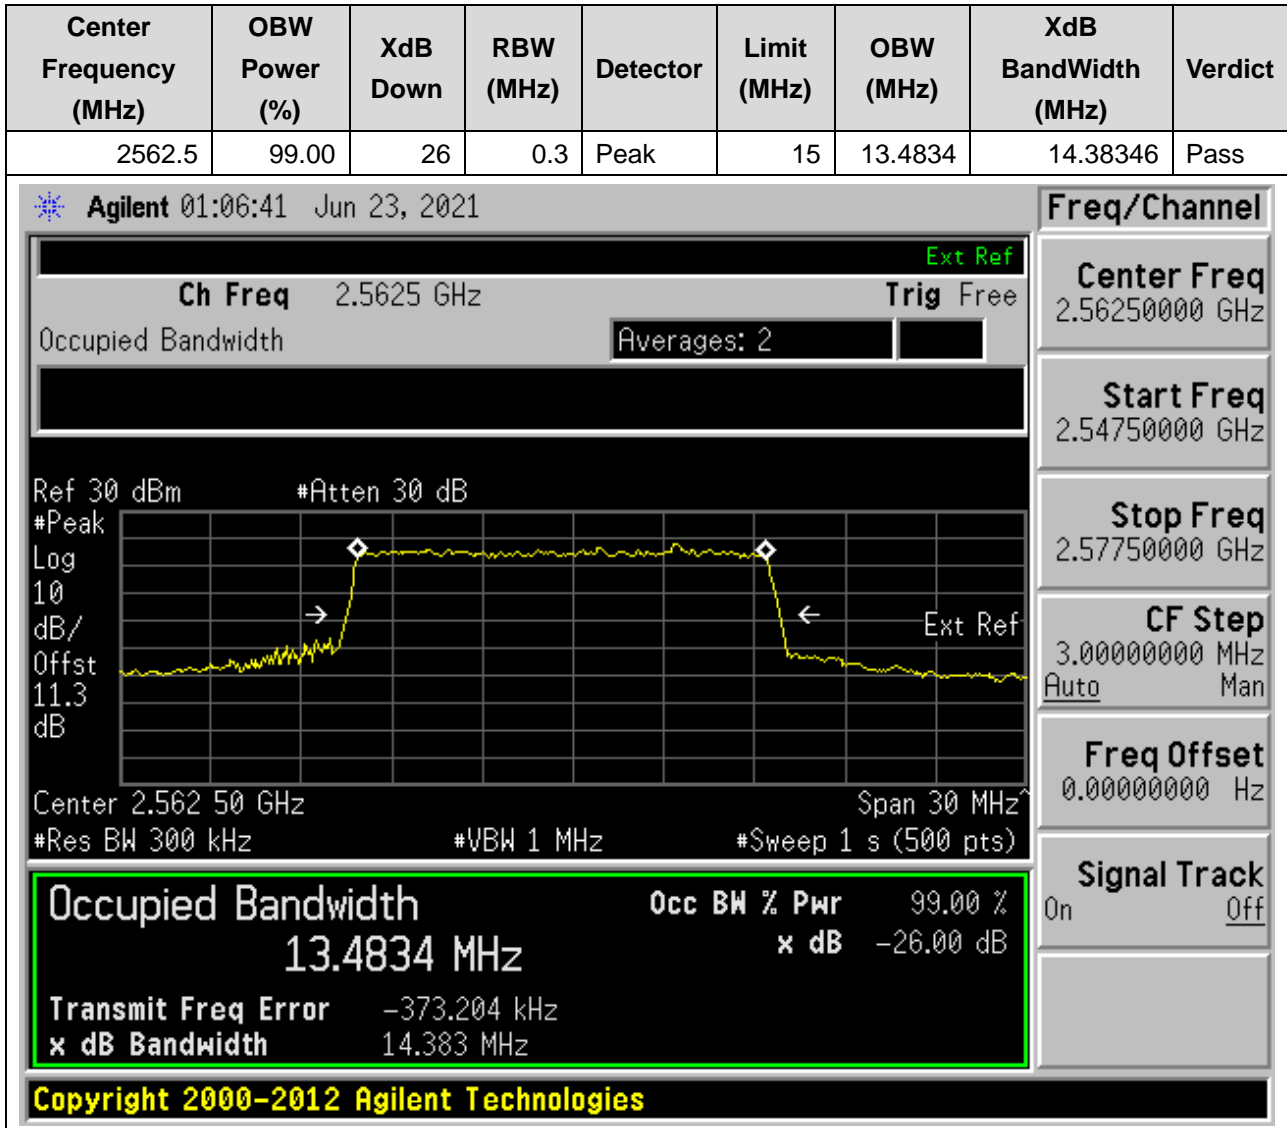 Center Frequency (MHz) OBW Power (%) XdB Down RBW (MHz) Detector Limit (MHz) OBW (MHz) XdB BandWidth (MHz) Verdict
2562.5 99.00 26 0.3 Peak 15 13.4834 14.38346 Pass
Agilent 01:06:41 Jun 23, 2021
Ext Ref
Ch Freq 2.5625 GHz Trig Free
Occupied Bandwidth Averages: 2
Ref 30 dBm #Atten 30 dB
#Peak
Log
10
dB/
Offst
11.3
dB
Ext Ref
Center 2.562 50 GHz Span 30 MHz^
#Res BW 300 kHz #VBW 1 MHz #Sweep 1 s (500 pts)
Occupied Bandwidth Occ BW % Pwr 99.00 %
13.4834 MHz x dB -26.00 dB
Transmit Freq Error -373.204 kHz
x dB Bandwidth 14.383 MHz
Copyright 2000-2012 Agilent Technologies
Freq/Channel
Center Freq
2.56250000 GHz
Start Freq
2.54750000 GHz
Stop Freq
2.57750000 GHz
CF Step
3.00000000 MHz
Auto Man
Freq Offset
0.00000000 Hz
Signal Track
On Off